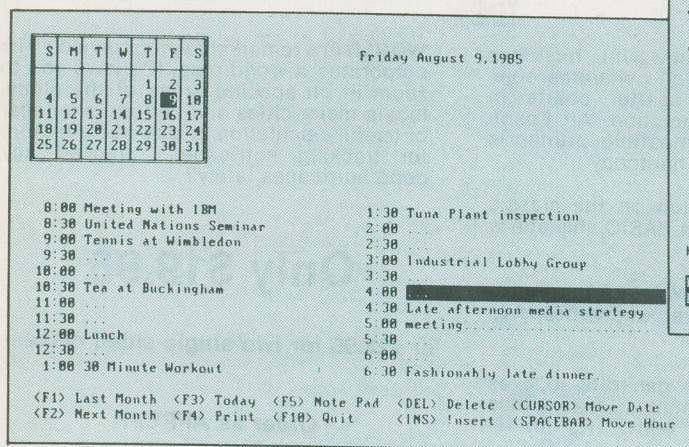 S M T W T F S
1 2 3
4 5 6 7 8 9 10
11 12 13 14 15 16 17
18 19 20 21 22 23 24
25 26 27 28 29 30 31
Friday August 9,1985
8:00 Meeting with IBM
8:30 United Nations Seminar
9:00 Tennis at Wimbledon
9:30 ...
10:00 ...
10:30 Tea at Buckingham
11:00 ...
11:30 ...
12:00 Lunch
12:30 ...
1:00 30 Minute Workout
1:30 Tuna Plant inspection
2:00 ...
2:30 ...
3:00 Industrial Lobby Group
3:30 ...
4:00
4:30 Late afternoon media strategy
5:00 meeting......................
5:30 ...
6:00 ...
6:30 Fashionably late dinner.
<F1> Last Month <F3> Today <F5> Note Pad <DEL> Delete <CURSOR> Move Date
<F2> Next Month <F4> Print <F10> Quit <INS> Insert <SPACEBAR> Move Hour